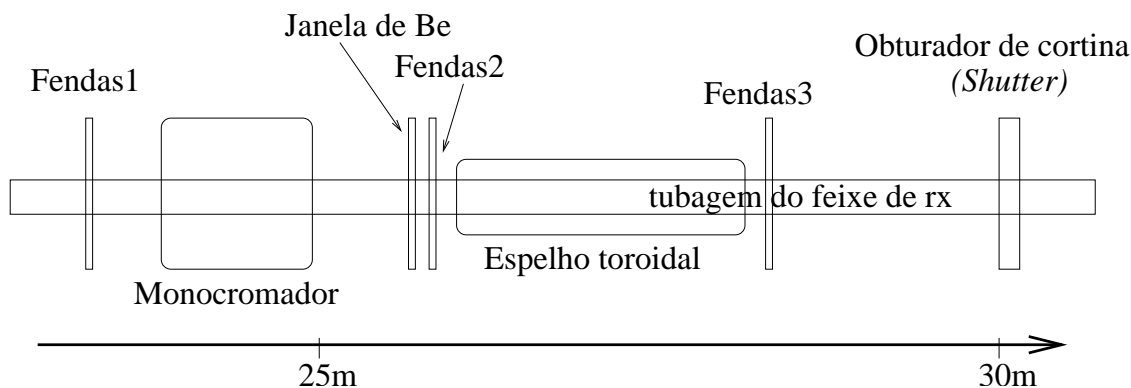 Janela de Be
Obturador de cortina
(Shutter)
Fendas1
Fendas2
Fendas3
tubagem do feixe de rx
Espelho toroidal
Monocromador
25m
30m